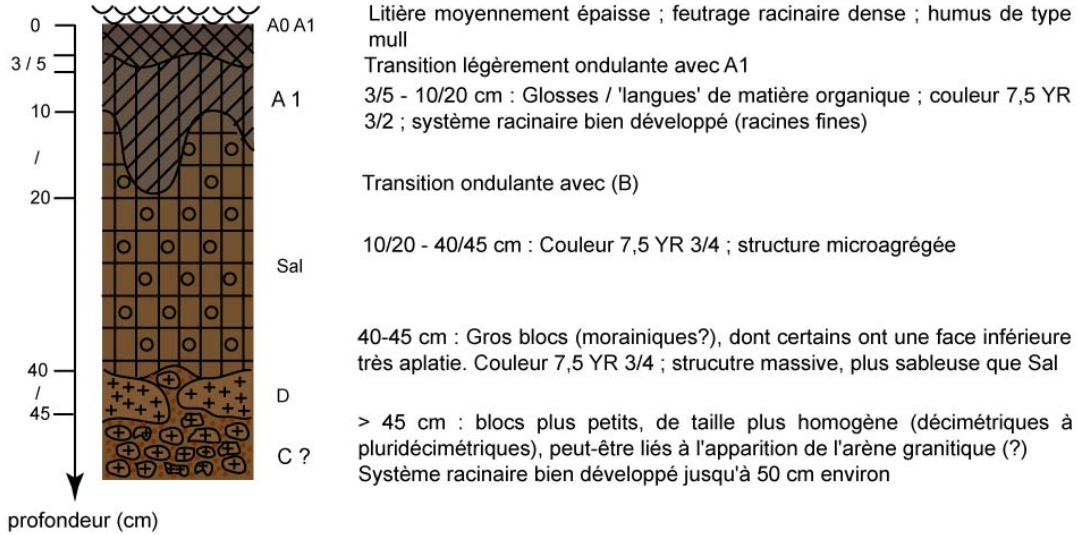 0
3 / 5
10
/
20
40
/
45
profondeur (cm)
A0 A1
A 1
Sal
D
C ?
Litière moyennement épaisse ; feutrage racinaire dense ; humus de type
mull
Transition légèrement ondulante avec A1
3/5 - 10/20 cm : Glosses / 'langues' de matière organique ; couleur 7,5 YR
3/2 ; système racinaire bien développé (racines fines)
Transition ondulante avec (B)
10/20 - 40/45 cm : Couleur 7,5 YR 3/4 ; structure microagrégée
40-45 cm : Gros blocs (morainiques?), dont certains ont une face inférieure
très aplatie. Couleur 7,5 YR 3/4 ; strucutre massive, plus sableuse que Sal
> 45 cm : blocs plus petits, de taille plus homogène (décimétriques à
pluridécimétriques), peut-être liés à l'apparition de l'arène granitique (?)
Système racinaire bien développé jusqu'à 50 cm environ